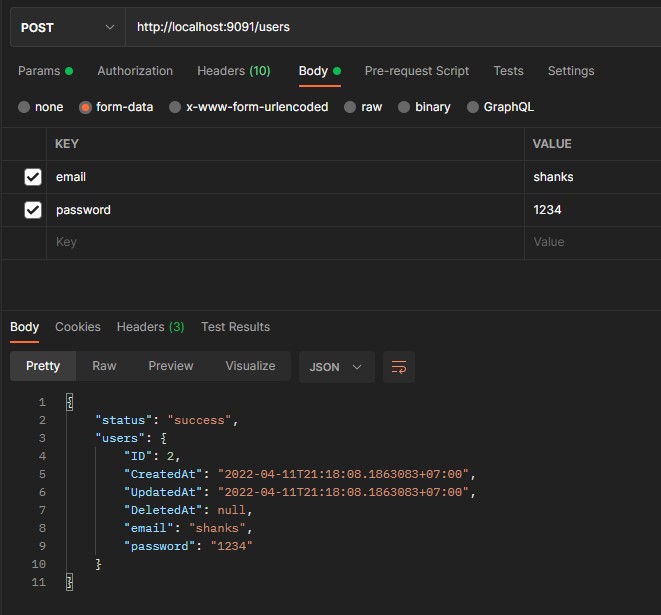 POST http://localhost:9091/users
Params Authorization Headers (10) Body Pre-request Script Tests Settings
none form-data x-www-form-urlencoded raw binary GraphQL
KEY VALUE
email shanks
password 1234
Key Value
Body Cookies Headers (3) Test Results
Pretty Raw Preview Visualize JSON
1 {
2 "status": "success",
3 "users": {
4 "ID": 2,
5 "CreatedAt": "2022-04-11T21:18:08.1863083+07:00",
6 "UpdatedAt": "2022-04-11T21:18:08.1863083+07:00",
7 "DeletedAt": null,
8 "email": "shanks",
9 "password": "1234"
10 }
11 }